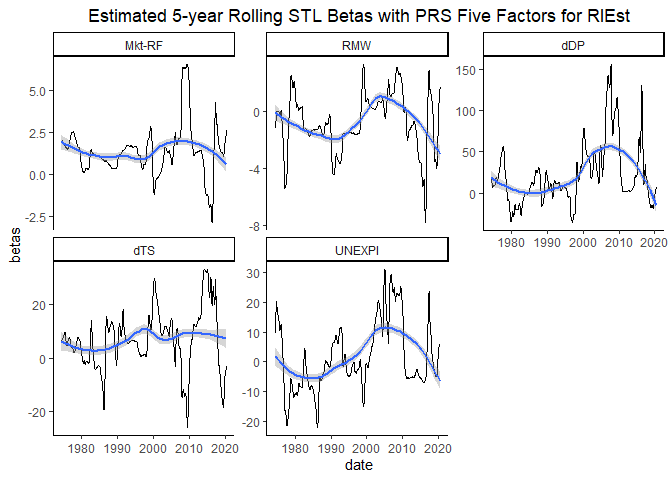 Estimated 5-year Rolling STL Betas with PRS Five Factors for RlEst
Mkt-RF
RMW
dDP
5.0
2.5
0.0
-2.5
0
-4
-8
150
100
50
0
1980 1990 2000 2010 2020
betas
dTS
UNEXPI
20
0
-20
30
20
10
0
-10
-20
1980 1990 2000 2010 2020
1980 1990 2000 2010 2020
date